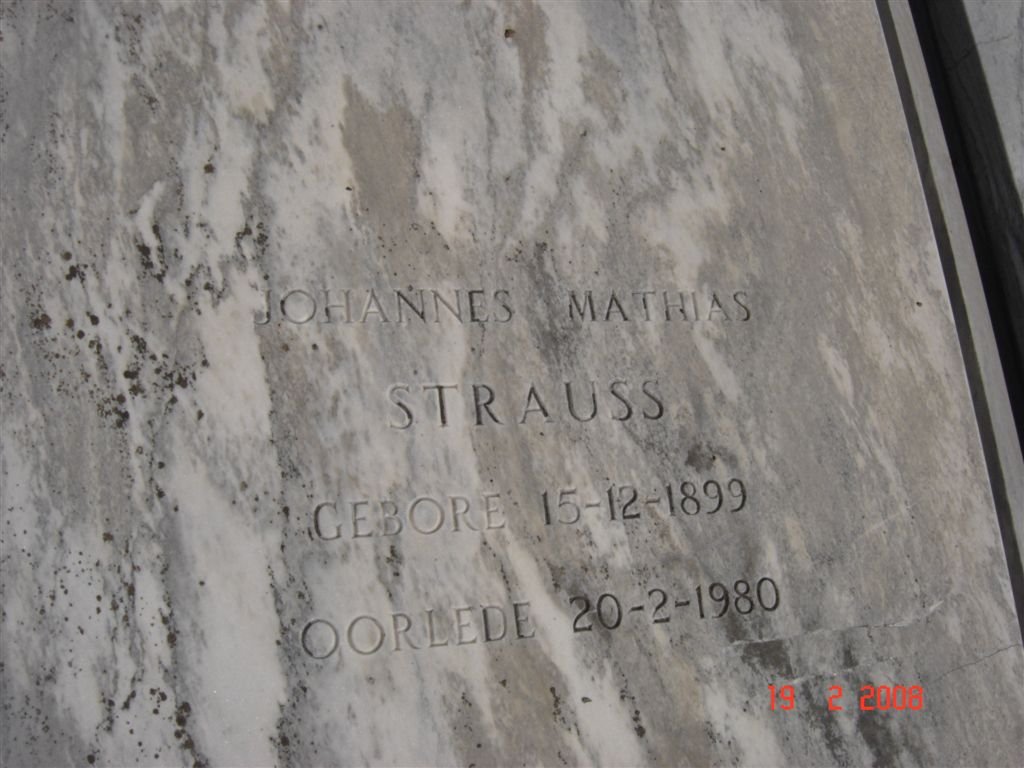 JOHANNES MATHIAS
STRAUSS
GEBORE 15-12-1899
OORLEDE 20-2-1980
19 2 2008